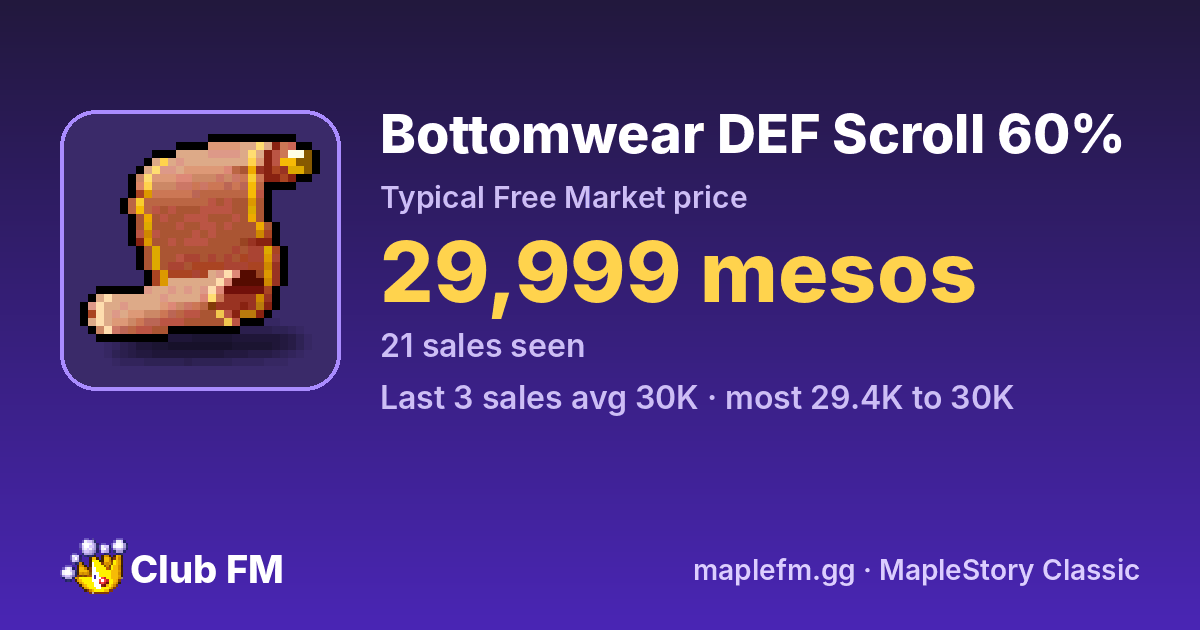 Bottomwear DEF Scroll 60%
Typical Free Market price
29,999 mesos
21 sales seen
Last 3 sales avg 30K · most 29.4K to 30K
Club FM
maplefm.gg · MapleStory Classic